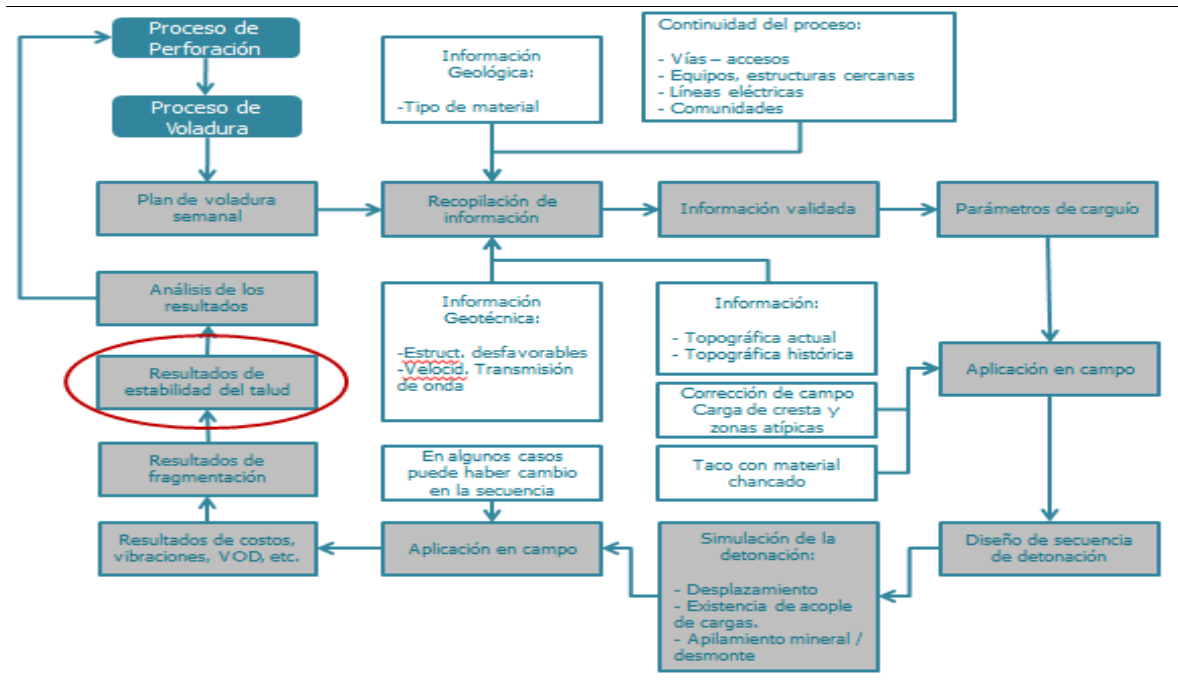 Proceso de
Perforación
Proceso de
Voladura
Información
Geológica:
-Tipo de material
Continuidad del proceso:
- Vías – accesos
- Equipos, estructuras cercanas
- Líneas eléctricas
- Comunidades
Plan de voladura
semanal
Recopilación de
información
Información validada
Parámetros de carguío
Análisis de los
resultados
Información
Geotécnica:
-Estruct. desfavorables
-Velocid. Transmisión
de onda
Información:
- Topográfica actual
- Topográfica histórica
Aplicación en campo
Resultados de
estabilidad del talud
Corrección de campo
Carga de cresta y
zonas atípicas
Resultados de
fragmentación
En algunos casos
puede haber cambio
en la secuencia
Taco con material
chancado
Resultados de costos,
vibraciones, VOD, etc.
Aplicación en campo
Simulación de la
detonación:
- Desplazamiento
- Existencia de acople
de cargas.
- Apilamiento mineral /
desmonte
Diseño de secuencia
de detonación